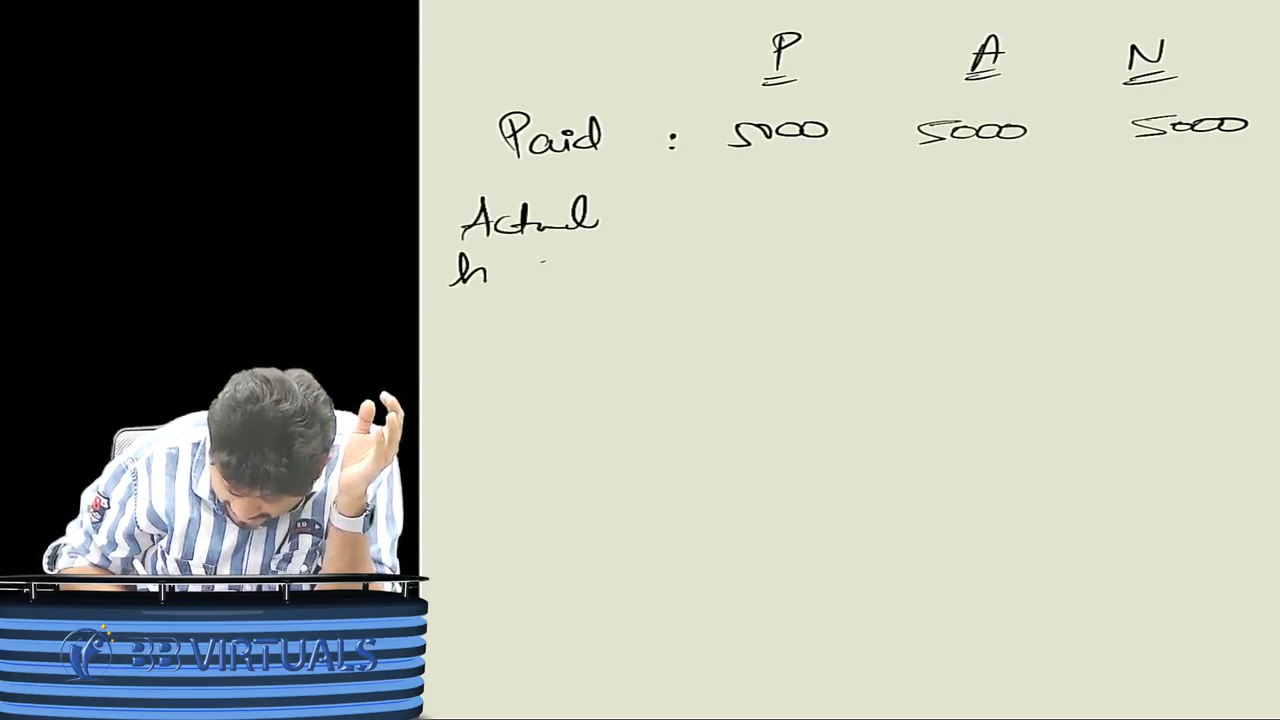 P A N
Paid : 5000 5000 5000
Actual
h
BB VIRTUALS